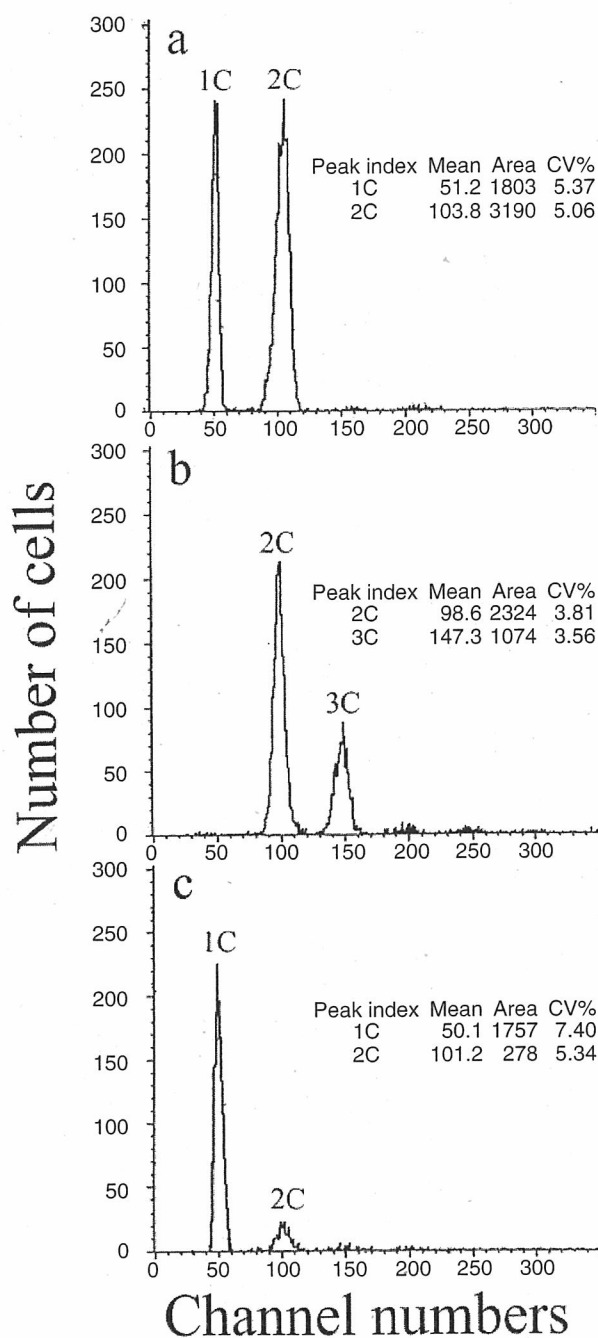 Number of cells
a
300
250
200
150
100
50
0
1C 2C
Peak index Mean Area CV%
1C 51.2 1803 5.37
2C 103.8 3190 5.06
0 50 100 150 200 250 300
b
300
250
200
150
100
50
0
2C
3C
Peak index Mean Area CV%
2C 98.6 2324 3.81
3C 147.3 1074 3.56
0 50 100 150 200 250 300
c
300
250
200
150
100
50
0
1C
2C
Peak index Mean Area CV%
1C 50.1 1757 7.40
2C 101.2 278 5.34
0 50 100 150 200 250 300
Channel numbers